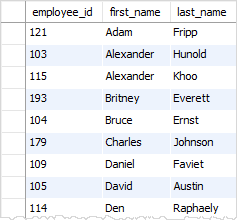 employee_id first_name last_name
121 Adam Fripp
103 Alexander Hunold
115 Alexander Khoo
193 Britney Everett
104 Bruce Ernst
179 Charles Johnson
109 Daniel Faviet
105 David Austin
114 Den Raphaely